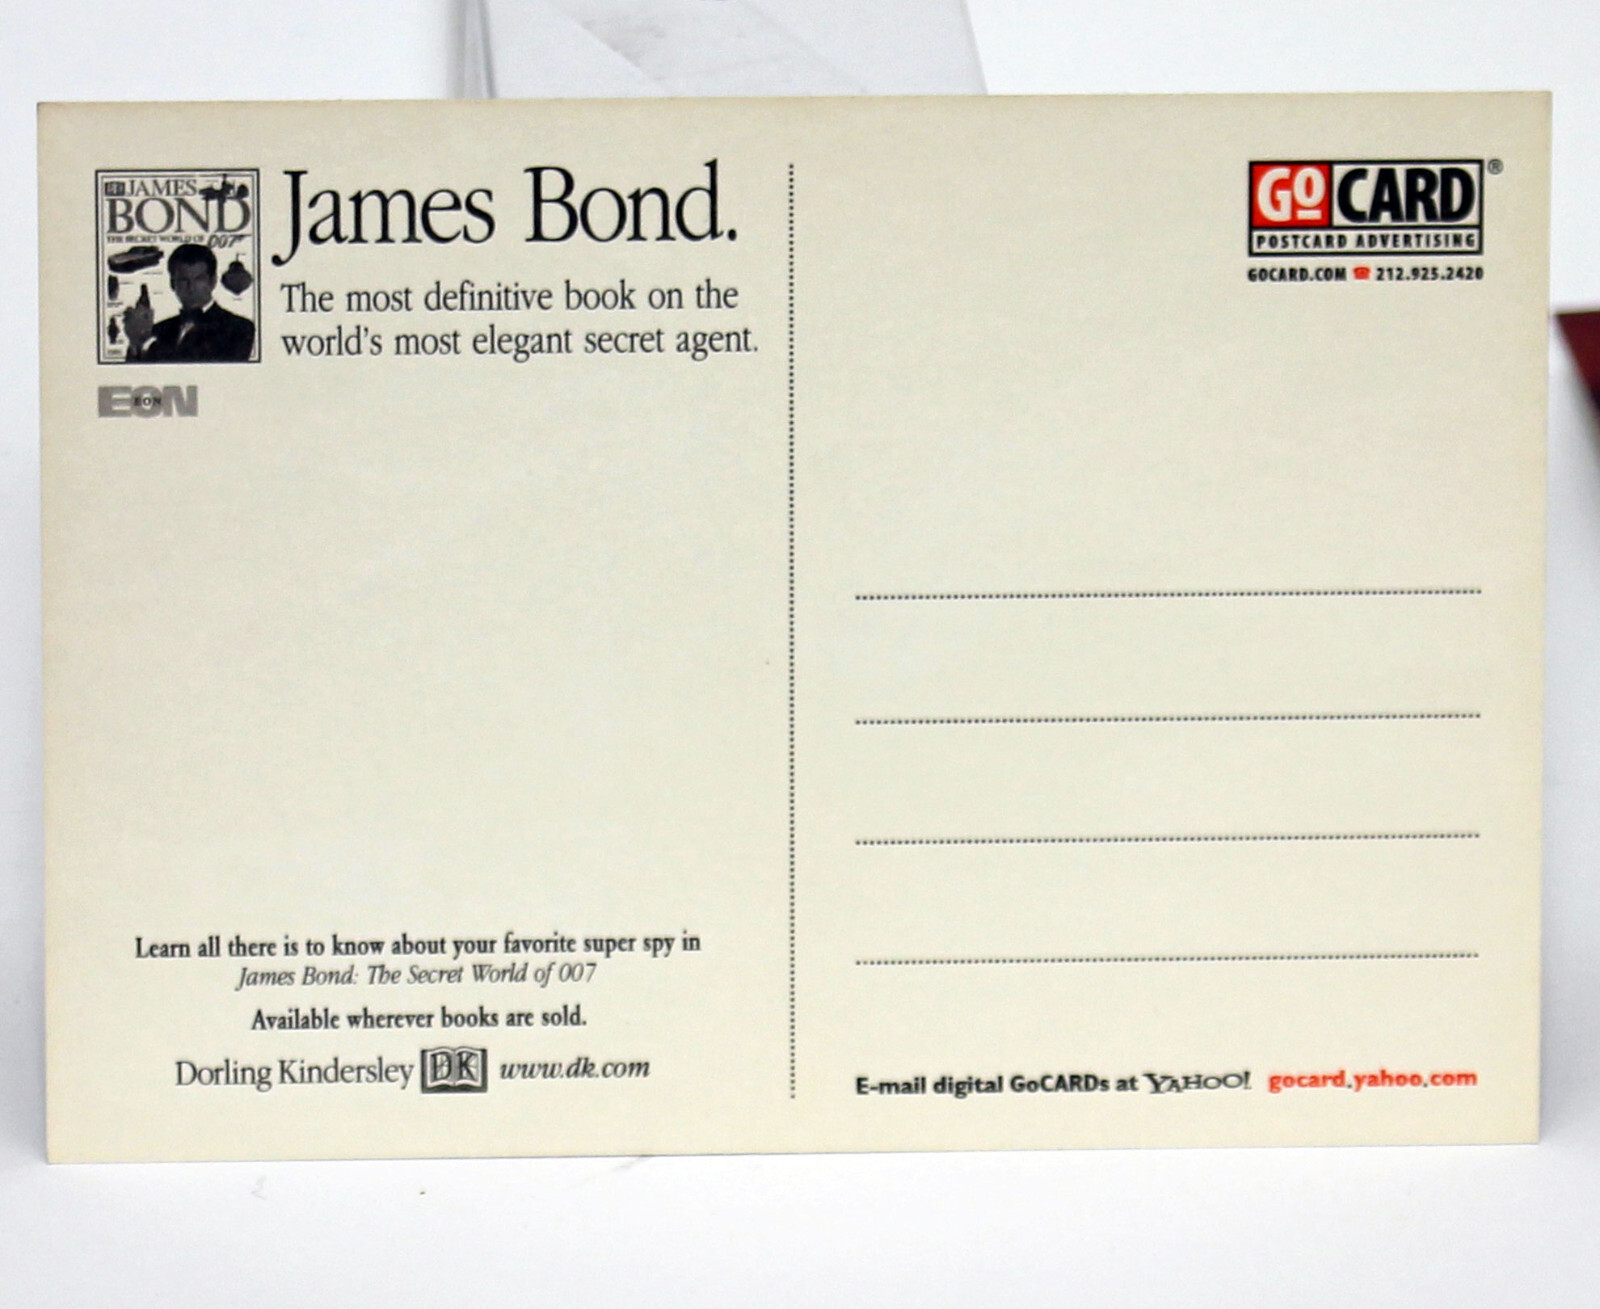 JAMES
BOND
THE SECRET WORLD OF 007
James Bond.
The most definitive book on the
world's most elegant secret agent.
EON
EON
Learn all there is to know about your favorite super spy in
James Bond: The Secret World of 007
Available wherever books are sold.
Dorling Kindersley DK www.dk.com
GO CARD ®
POSTCARD ADVERTISING
GOCARD.COM ☎ 212.925.2420
E-mail digital GoCARDs at YAHOO! gocard.yahoo.com